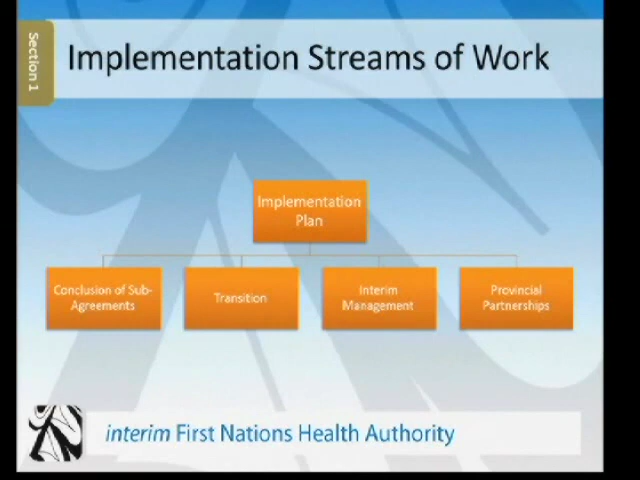 Section 1
Implementation Streams of Work
Implementation
Plan
Conclusion of Sub-
Agreements
Transition
Interim
Management
Provincial
Partnerships
interim First Nations Health Authority